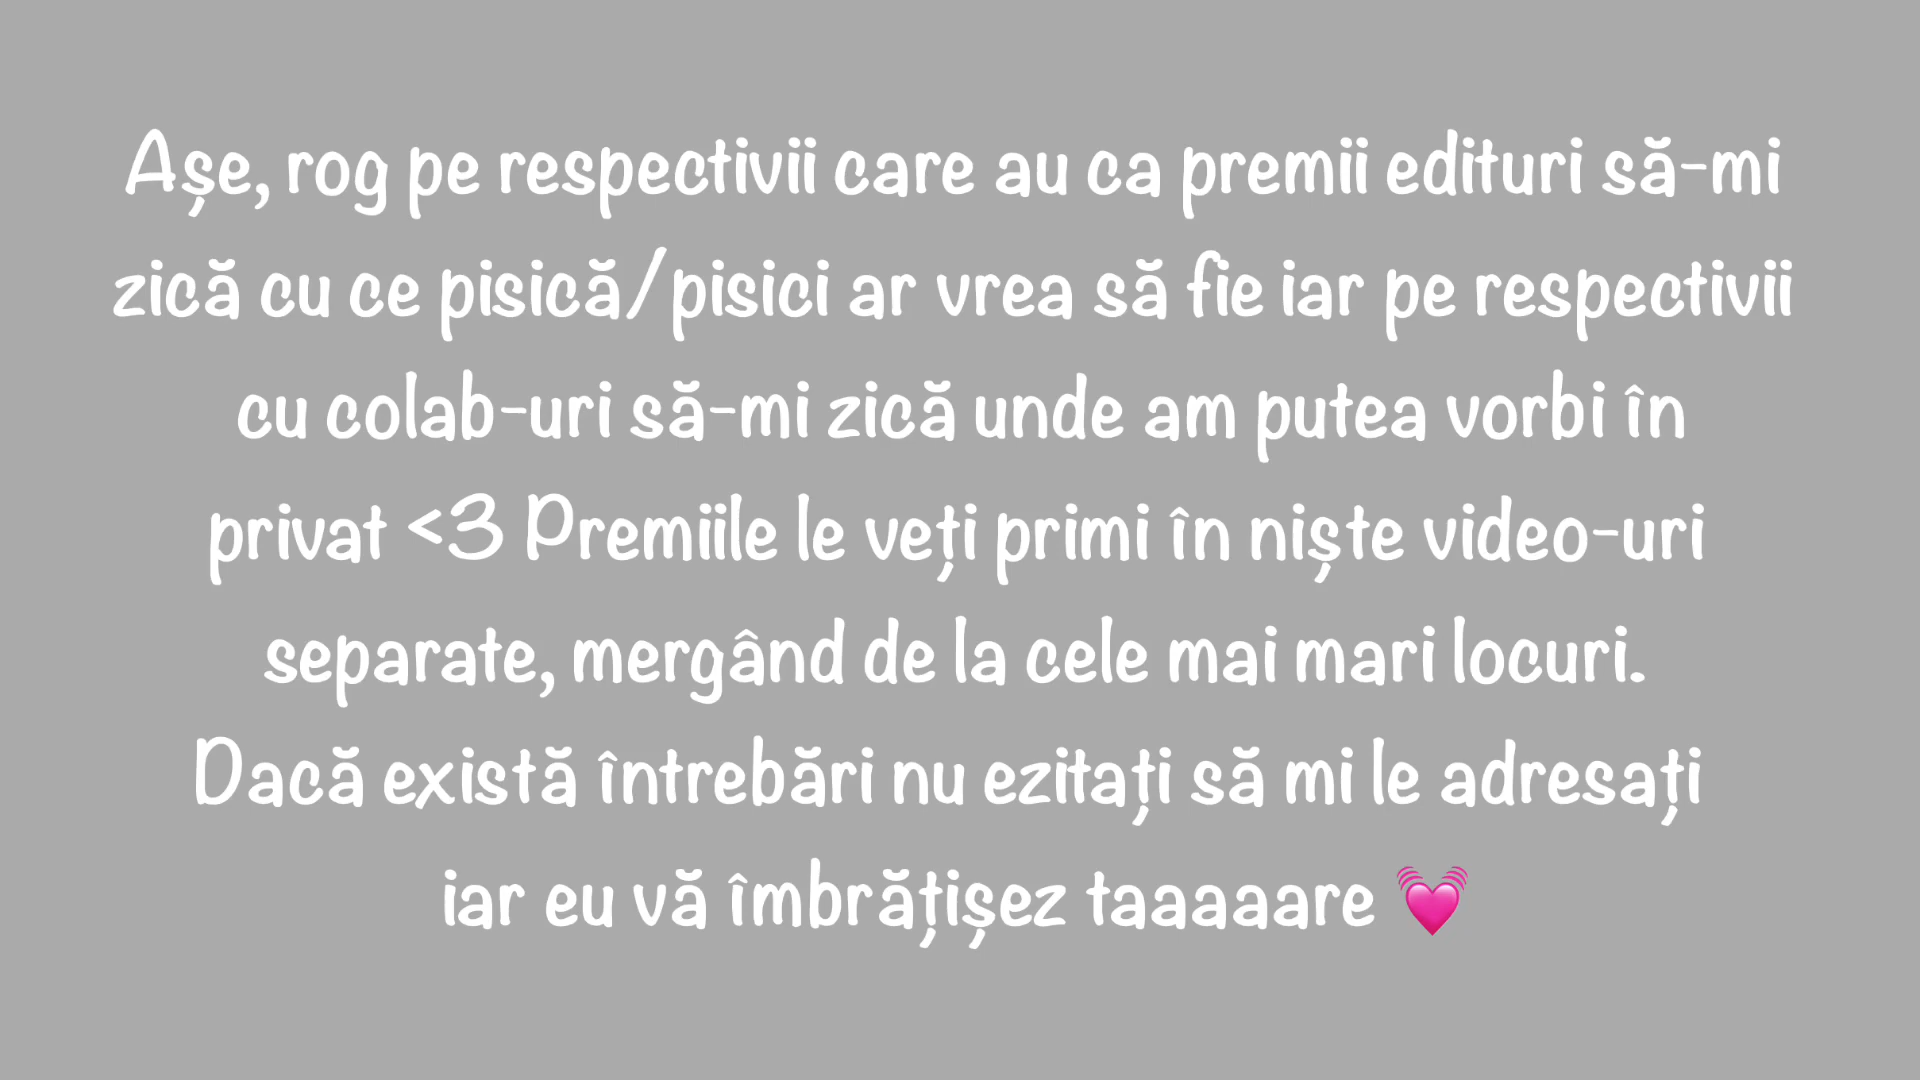 Așe, rog pe respectivii care au ca premii edituri să-mi
zică cu ce pisică/pisici ar vrea să fie iar pe respectivii
cu colab-uri să-mi zică unde am putea vorbi în
privat <3 Premiile le veți primi în niște video-uri
separate, mergând de la cele mai mari locuri.
Dacă există întrebări nu ezitați să mi le adresați
iar eu vă îmbrățișez taaaaare 💓